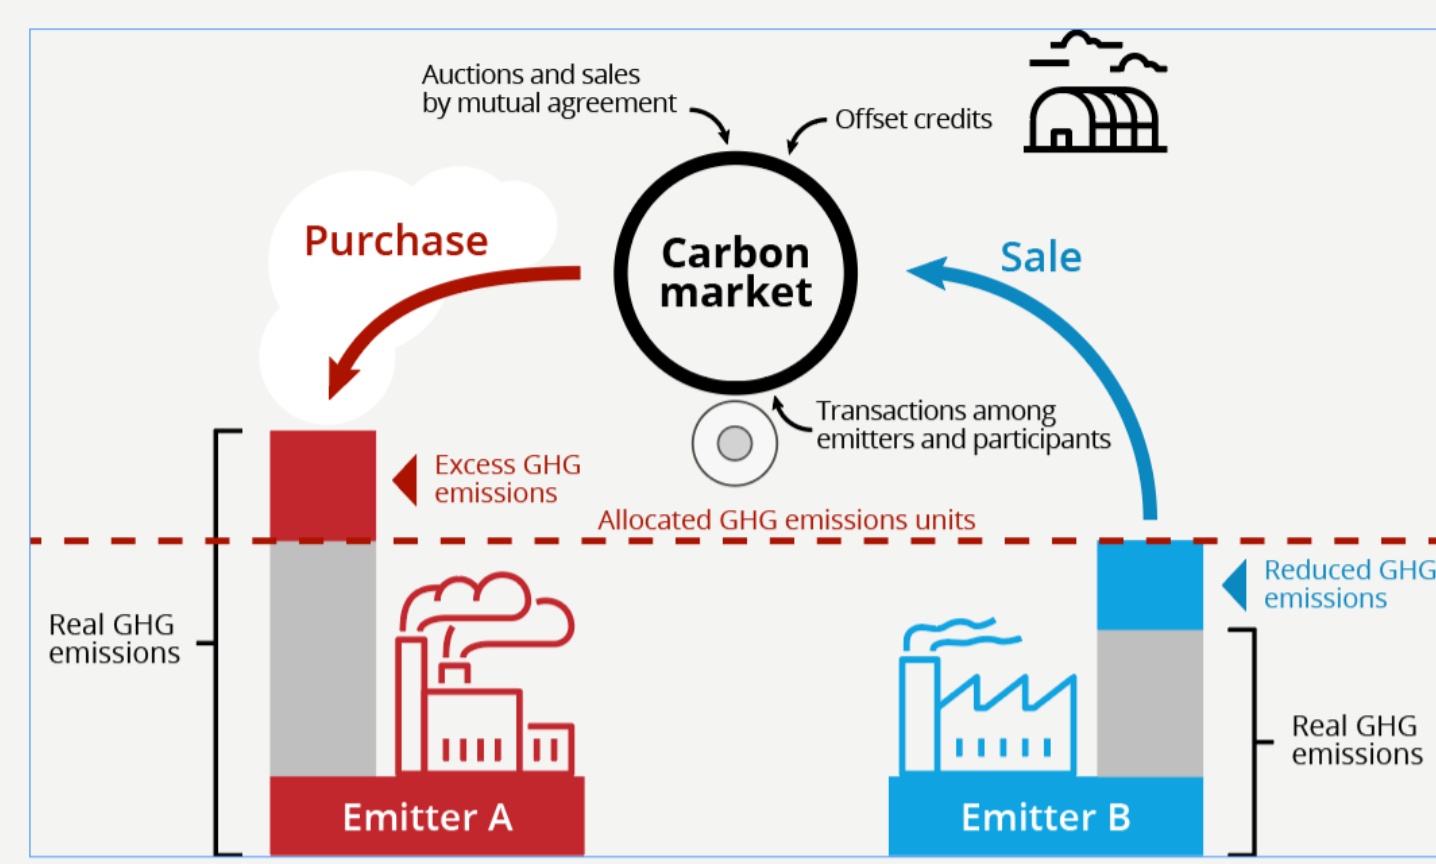 Auctions and sales
by mutual agreement
Offset credits
Purchase
Carbon
market
Sale
Transactions among
emitters and participants
Excess GHG
emissions
Allocated GHG emissions units
Reduced GHG
emissions
Real GHG
emissions
Real GHG
emissions
Emitter A
Emitter B